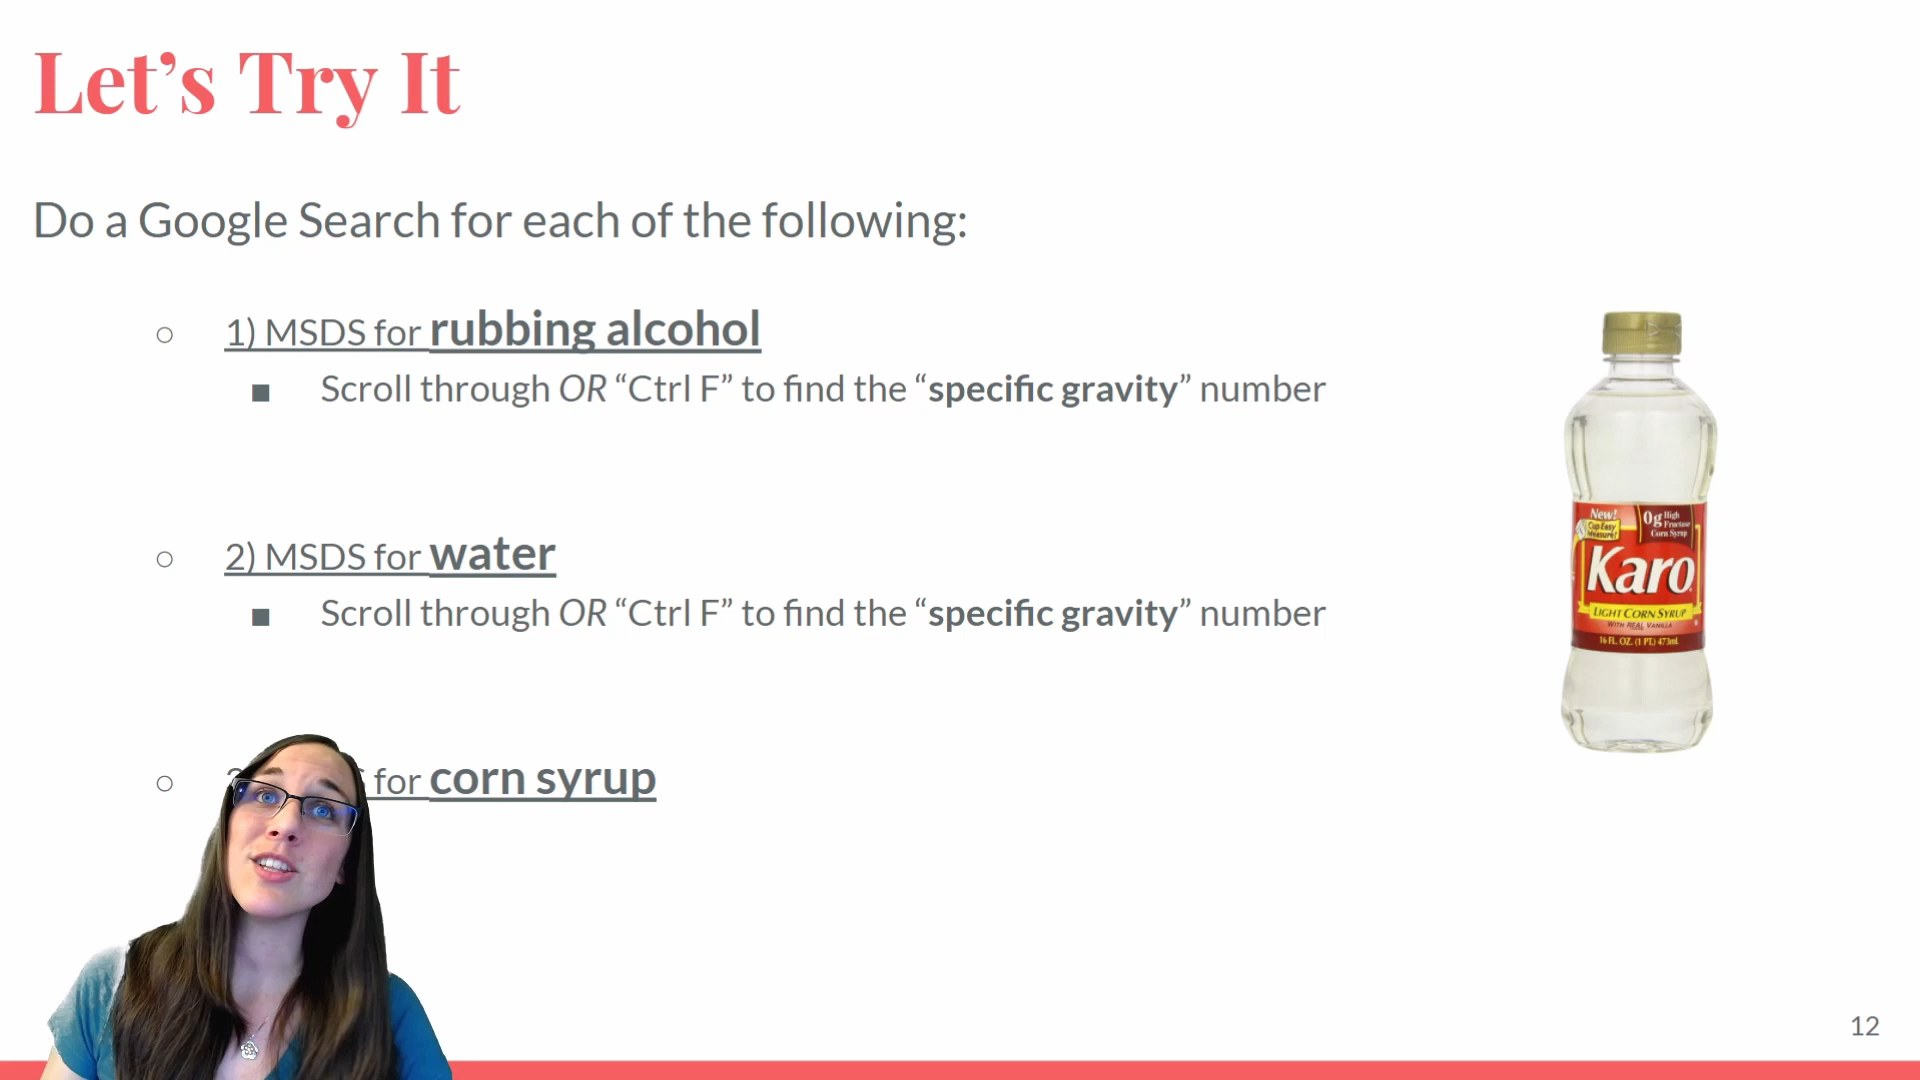 Let’s Try It
Do a Google Search for each of the following:
1) MSDS for rubbing alcohol
Scroll through OR “Ctrl F” to find the “specific gravity” number
2) MSDS for water
Scroll through OR “Ctrl F” to find the “specific gravity” number
for corn syrup
New!
Cup Easy
Measure!
0g High
Fructose
Corn Syrup
Karo
LIGHT CORN SYRUP
WITH REAL VANILLA
16 FL. OZ. (1 PT.) 473mL
12